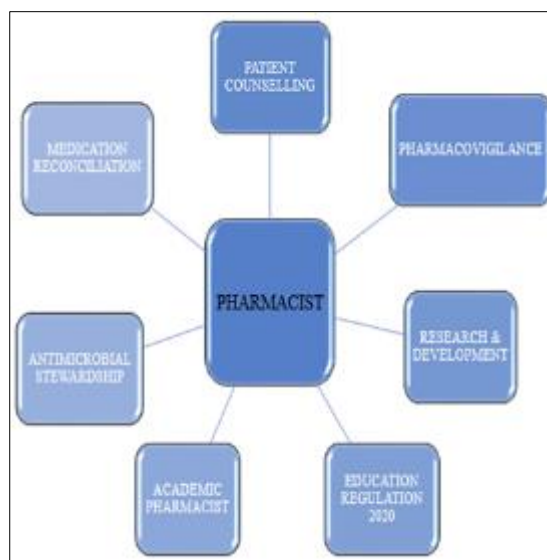 PATIENT
COUNSELLING
PHARMACOVIGILANCE
MEDICATION
RECONCILIATION
PHARMACIST
RESEARCH &
DEVELOPMENT
ANTIMICROBIAL
STEWARDSHIP
ACADEMIC
PHARMACIST
EDUCATION
REGULATION
2020